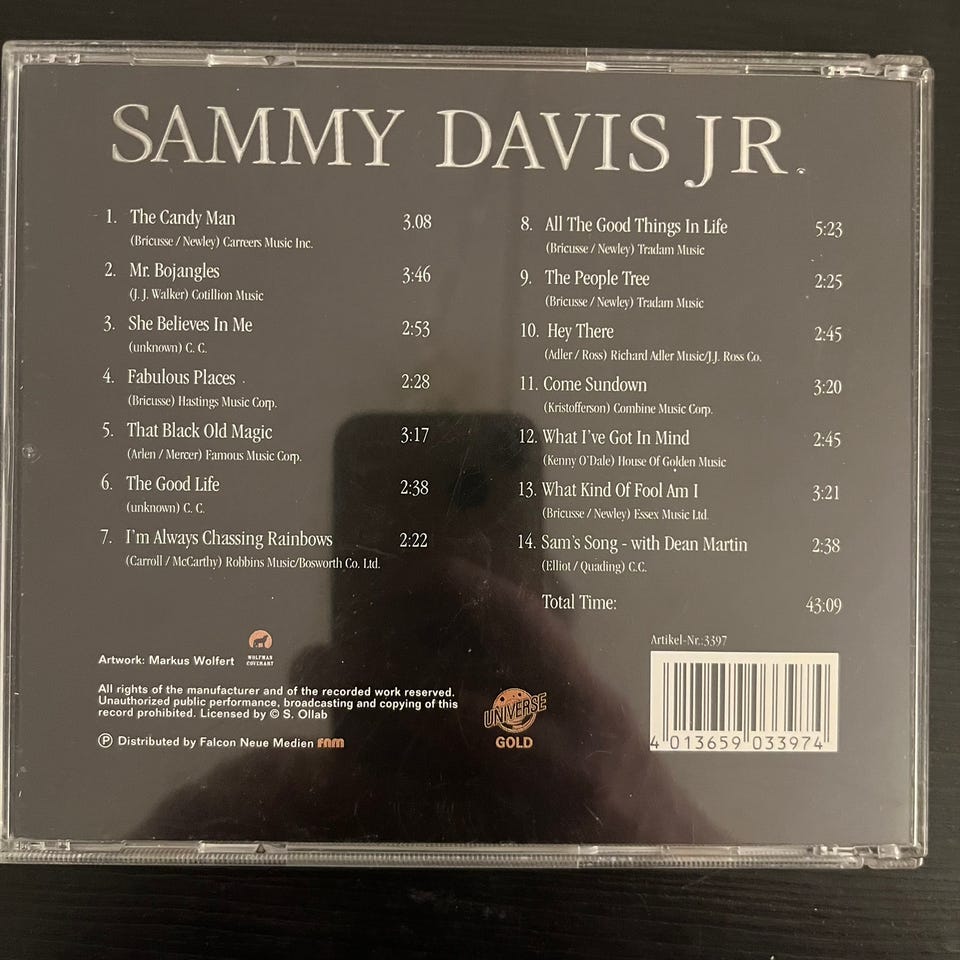 SAMMY DAVIS JR.
1. The Candy Man 3.08
(Bricusse / Newley) Carreers Music Inc.
2. Mr. Bojangles 3:46
(J. J. Walker) Cotillion Music
3. She Believes In Me 2:53
(unknown) C. C.
4. Fabulous Places 2:28
(Bricusse) Hastings Music Corp.
5. That Black Old Magic 3:17
(Arlen / Mercer) Famous Music Corp.
6. The Good Life 2:38
(unknown) C. C.
7. I'm Always Chassing Rainbows 2:22
(Carroll / McCarthy) Robbins Music/Bosworth Co. Ltd.
8. All The Good Things In Life 5:23
(Bricusse / Newley) Tradam Music
9. The People Tree 2:25
(Bricusse / Newley) Tradam Music
10. Hey There 2:45
(Adler / Ross) Richard Adler Music/J.J. Ross Co.
11. Come Sundown 3:20
(Kristofferson) Combine Music Corp.
12. What I've Got In Mind 2:45
(Kenny O'Dale) House Of Golden Music
13. What Kind Of Fool Am I 3:21
(Bricusse / Newley) Essex Music Ltd.
14. Sam's Song - with Dean Martin 2:38
(Elliot / Quading) C.C.
Total Time: 43:09
Artwork: Markus Wolfert
WOLFMAN
COVENANT
All rights of the manufacturer and of the recorded work reserved.
Unauthorized public performance, broadcasting and copying of this
record prohibited. Licensed by © S. Ollab
Ⓟ Distributed by Falcon Neue Medien fnm
UNIVERSE
GOLD
Artikel-Nr.:3397
4 013659 033974